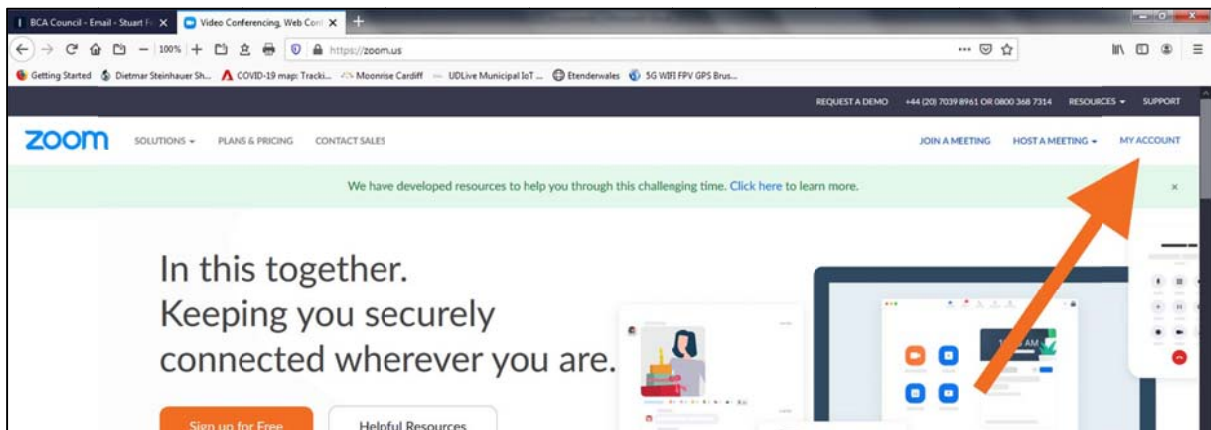 BCA Council - Email - Stuart F
Video Conferencing, Web Conf
100%
https://zoom.us
Getting Started
Dietmar Steinhauer Sh...
COVID-19 map: Tracki...
Moonrise Cardiff
UDLive Municipal IoT ...
Etenderwales
5G WIFI FPV GPS Brus...
REQUEST A DEMO
+44 (20) 7039 8961 OR 0800 368 7314
RESOURCES
SUPPORT
zoom
SOLUTIONS
PLANS & PRICING
CONTACT SALES
JOIN A MEETING
HOST A MEETING
MY ACCOUNT
We have developed resources to help you through this challenging time. Click here to learn more.
In this together.
Keeping you securely
connected wherever you are.
Sign up for Free
Helpful Resources